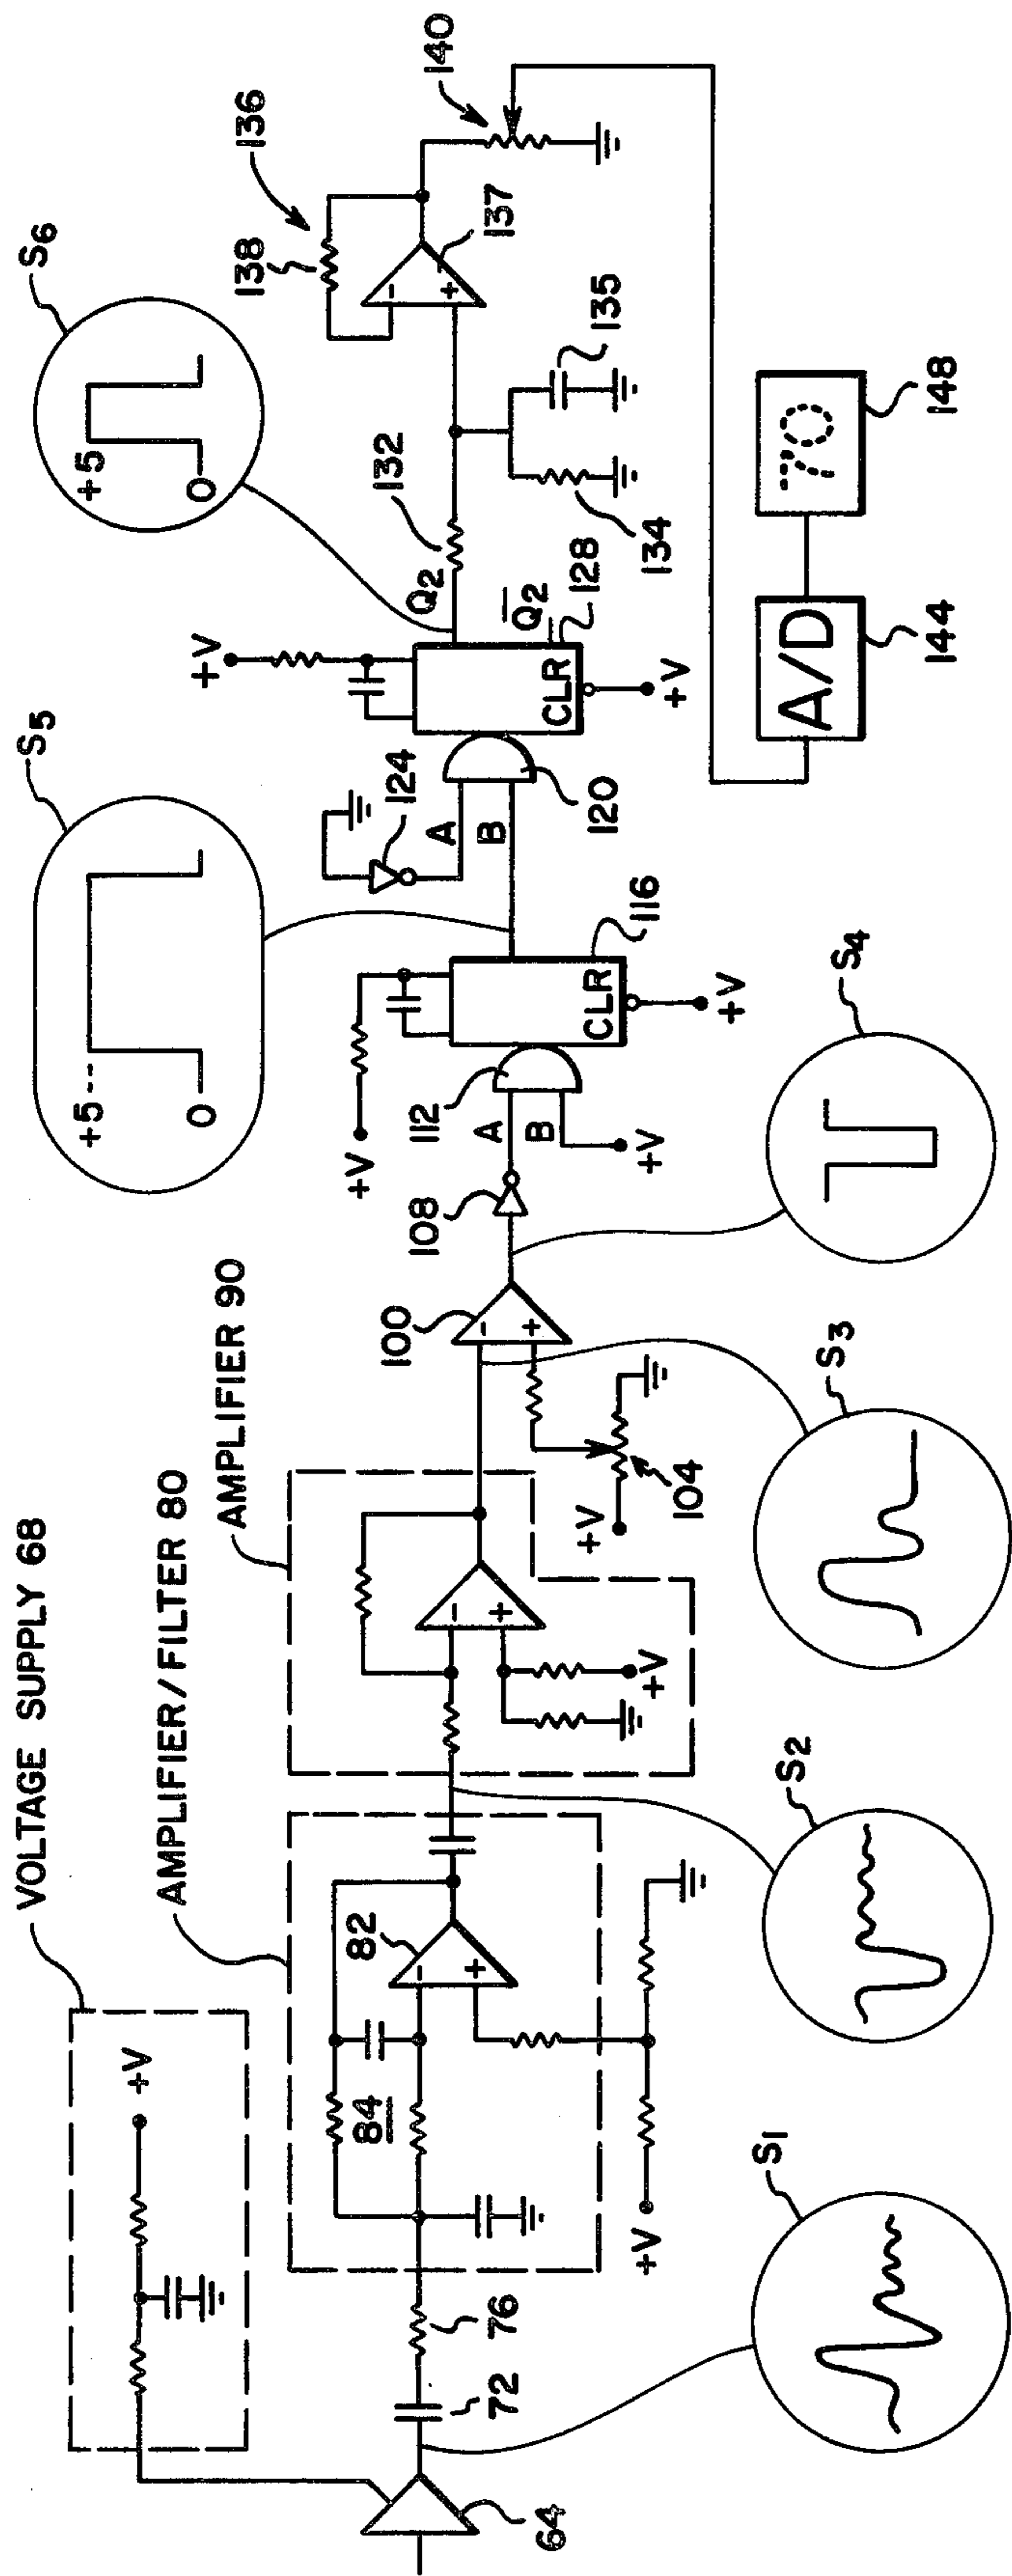 VOLTAGE SUPPLY 68
AMPLIFIER/FILTER 80
AMPLIFIER 90
+V
64
72
76
84
82
-
+
+V
S1
S2
-
+
+V
S3
+V
104
100
-
+
108
S4
112
A
B
+V
+V
CLR
116
+V
S5
+5
0
124
A
B
120
+V
CLR
128
+V
Q2
Q2
S6
+5
0
132
134
135
136
138
-
+
137
140
A/D
144
70
148